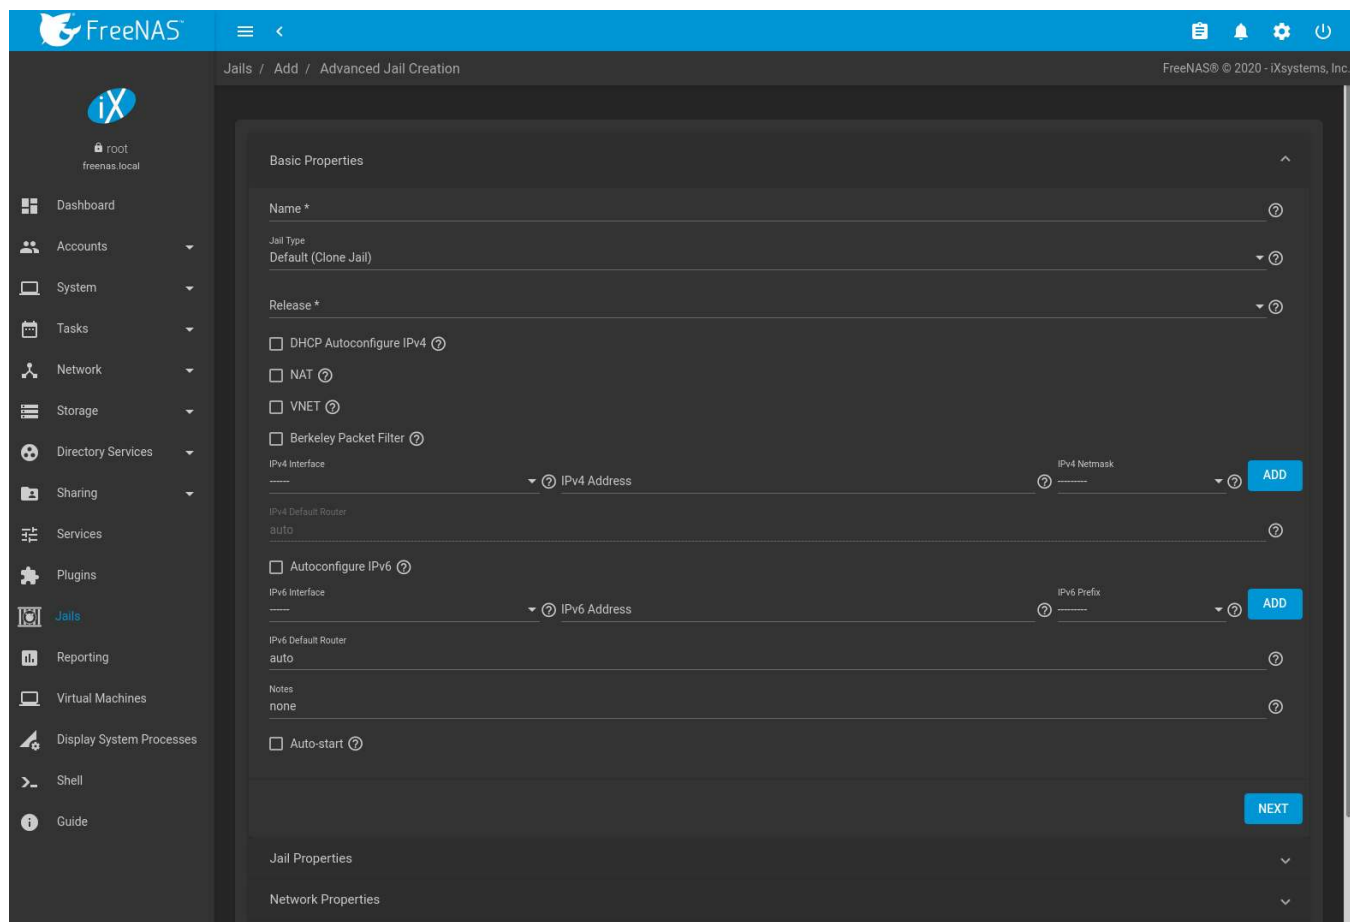 FreeNAS™
Jails / Add / Advanced Jail Creation
FreeNAS® © 2020 - iXsystems, Inc.
iX
root
freenas.local
Dashboard
Accounts
System
Tasks
Network
Storage
Directory Services
Sharing
Services
Plugins
Jails
Reporting
Virtual Machines
Display System Processes
Shell
Guide
Basic Properties
Name *
Jail Type
Default (Clone Jail)
Release *
DHCP Autoconfigure IPv4
NAT
VNET
Berkeley Packet Filter
IPv4 Interface
------
IPv4 Address
IPv4 Netmask
---------
ADD
IPv4 Default Router
auto
Autoconfigure IPv6
IPv6 Interface
------
IPv6 Address
IPv6 Prefix
---------
ADD
IPv6 Default Router
auto
Notes
none
Auto-start
NEXT
Jail Properties
Network Properties